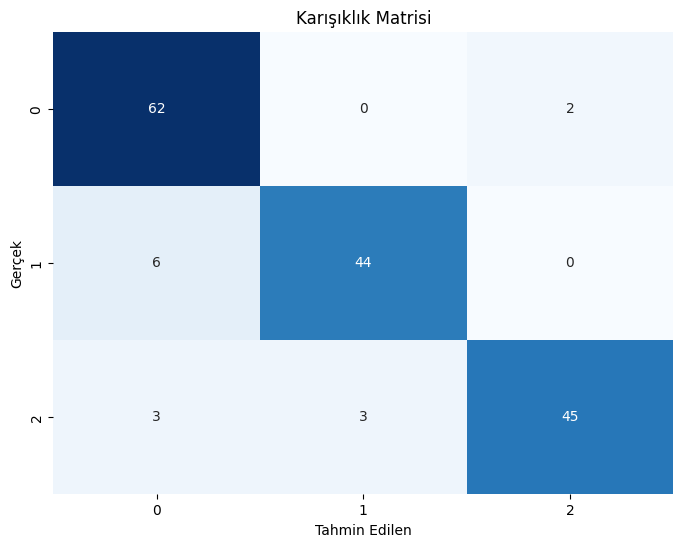 Karışıklık Matrisi
0 62 0 2
1 6 44 0
2 3 3 45
0 1 2
Gerçek
Tahmin Edilen